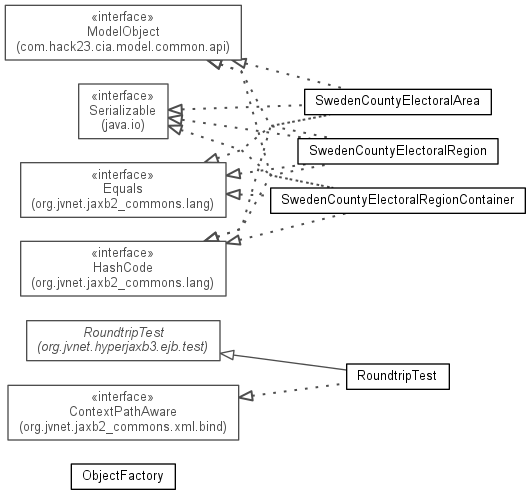 «interface»
ModelObject
(com.hack23.cia.model.common.api)
«interface»
Serializable
(java.io)
SwedenCountyElectoralArea
SwedenCountyElectoralRegion
«interface»
Equals
(org.jvnet.jaxb2_commons.lang)
SwedenCountyElectoralRegionContainer
«interface»
HashCode
(org.jvnet.jaxb2_commons.lang)
RoundtripTest
(org.jvnet.hyperjaxb3.ejb.test)
RoundtripTest
«interface»
ContextPathAware
(org.jvnet.jaxb2_commons.xml.bind)
ObjectFactory